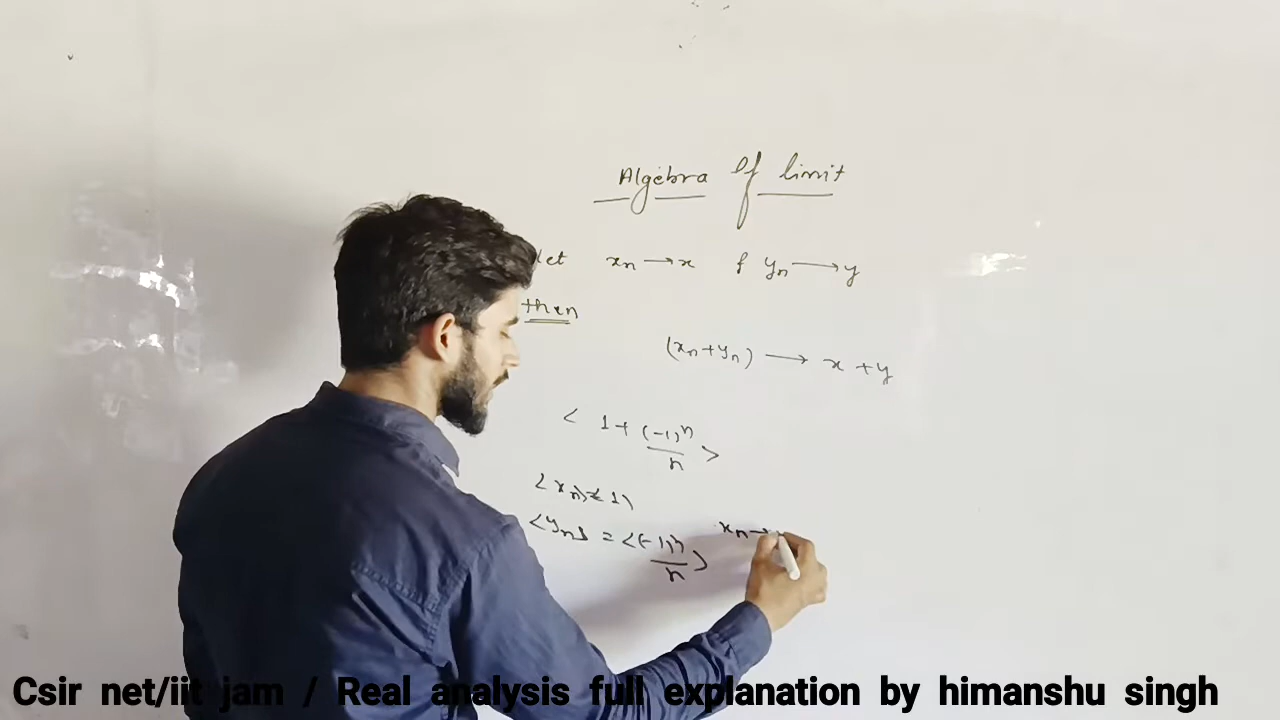 Algebra Of limit
let xn → x & yn → y
then
(xn+yn) → x + y
< 1 + (-1)^n / n >
<xn> = <1>
<yn> = <(-1)^n / n>
xn →
Csir net/iit jam / Real analysis full explanation by himanshu singh